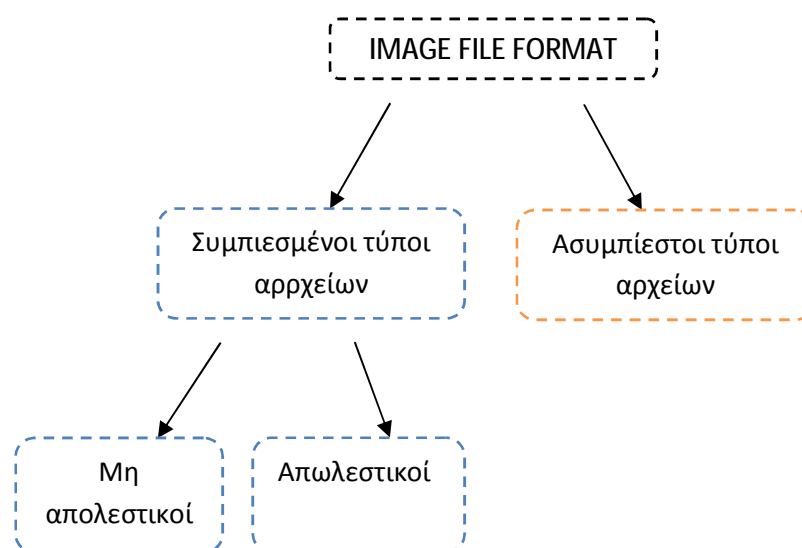 IMAGE FILE FORMAT
Συμπιεσμένοι τύποι
αρρχείων
Ασυμπίεστοι τύποι
αρχείων
Μη
απολεστικοί
Απωλεστικοί